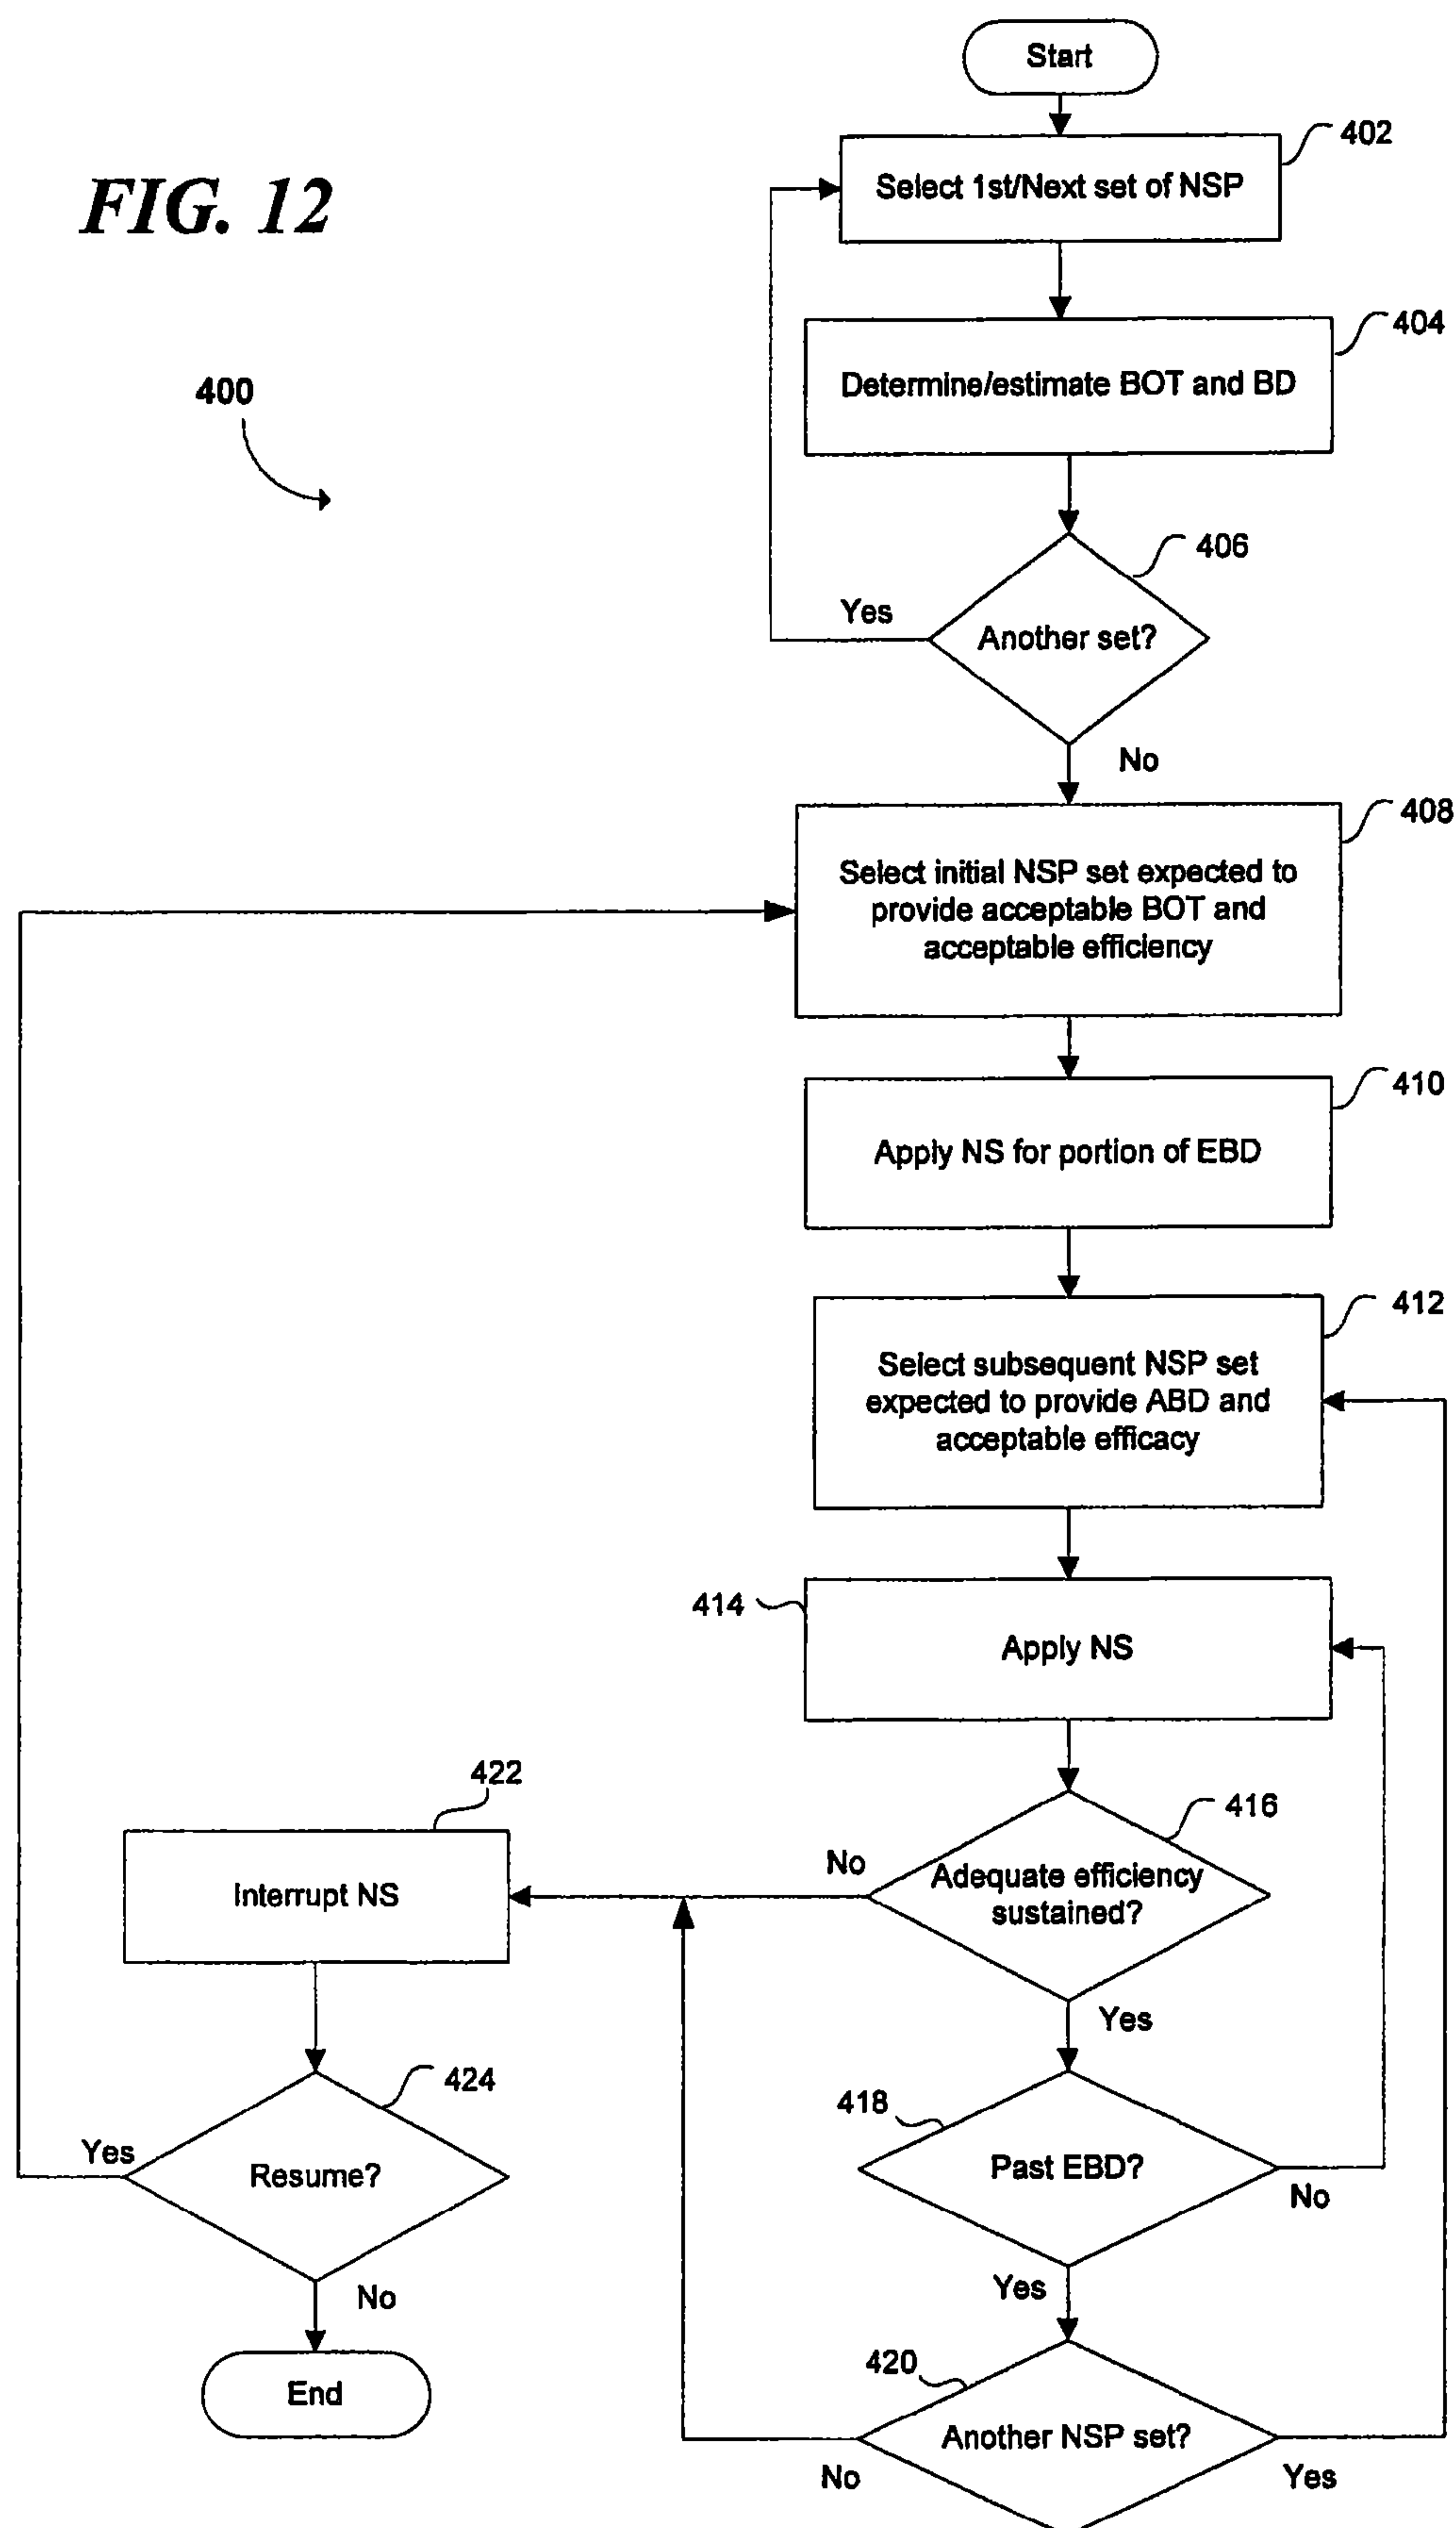 Start
402
FIG. 12
Select 1st/Next set of NSP
404
400
Determine/estimate BOT and BD
406
Yes
Another set?
No
408
Select initial NSP set expected to
provide acceptable BOT and
acceptable efficiency
410
Apply NS for portion of EBD
412
Select subsequent NSP set
expected to provide ABD and
acceptable efficacy
414
Apply NS
422
416
No
Adequate efficiency
sustained?
Interrupt NS
Yes
424
418
Yes
Resume?
Past EBD?
No
Yes
No
420
End
Another NSP set?
No
Yes